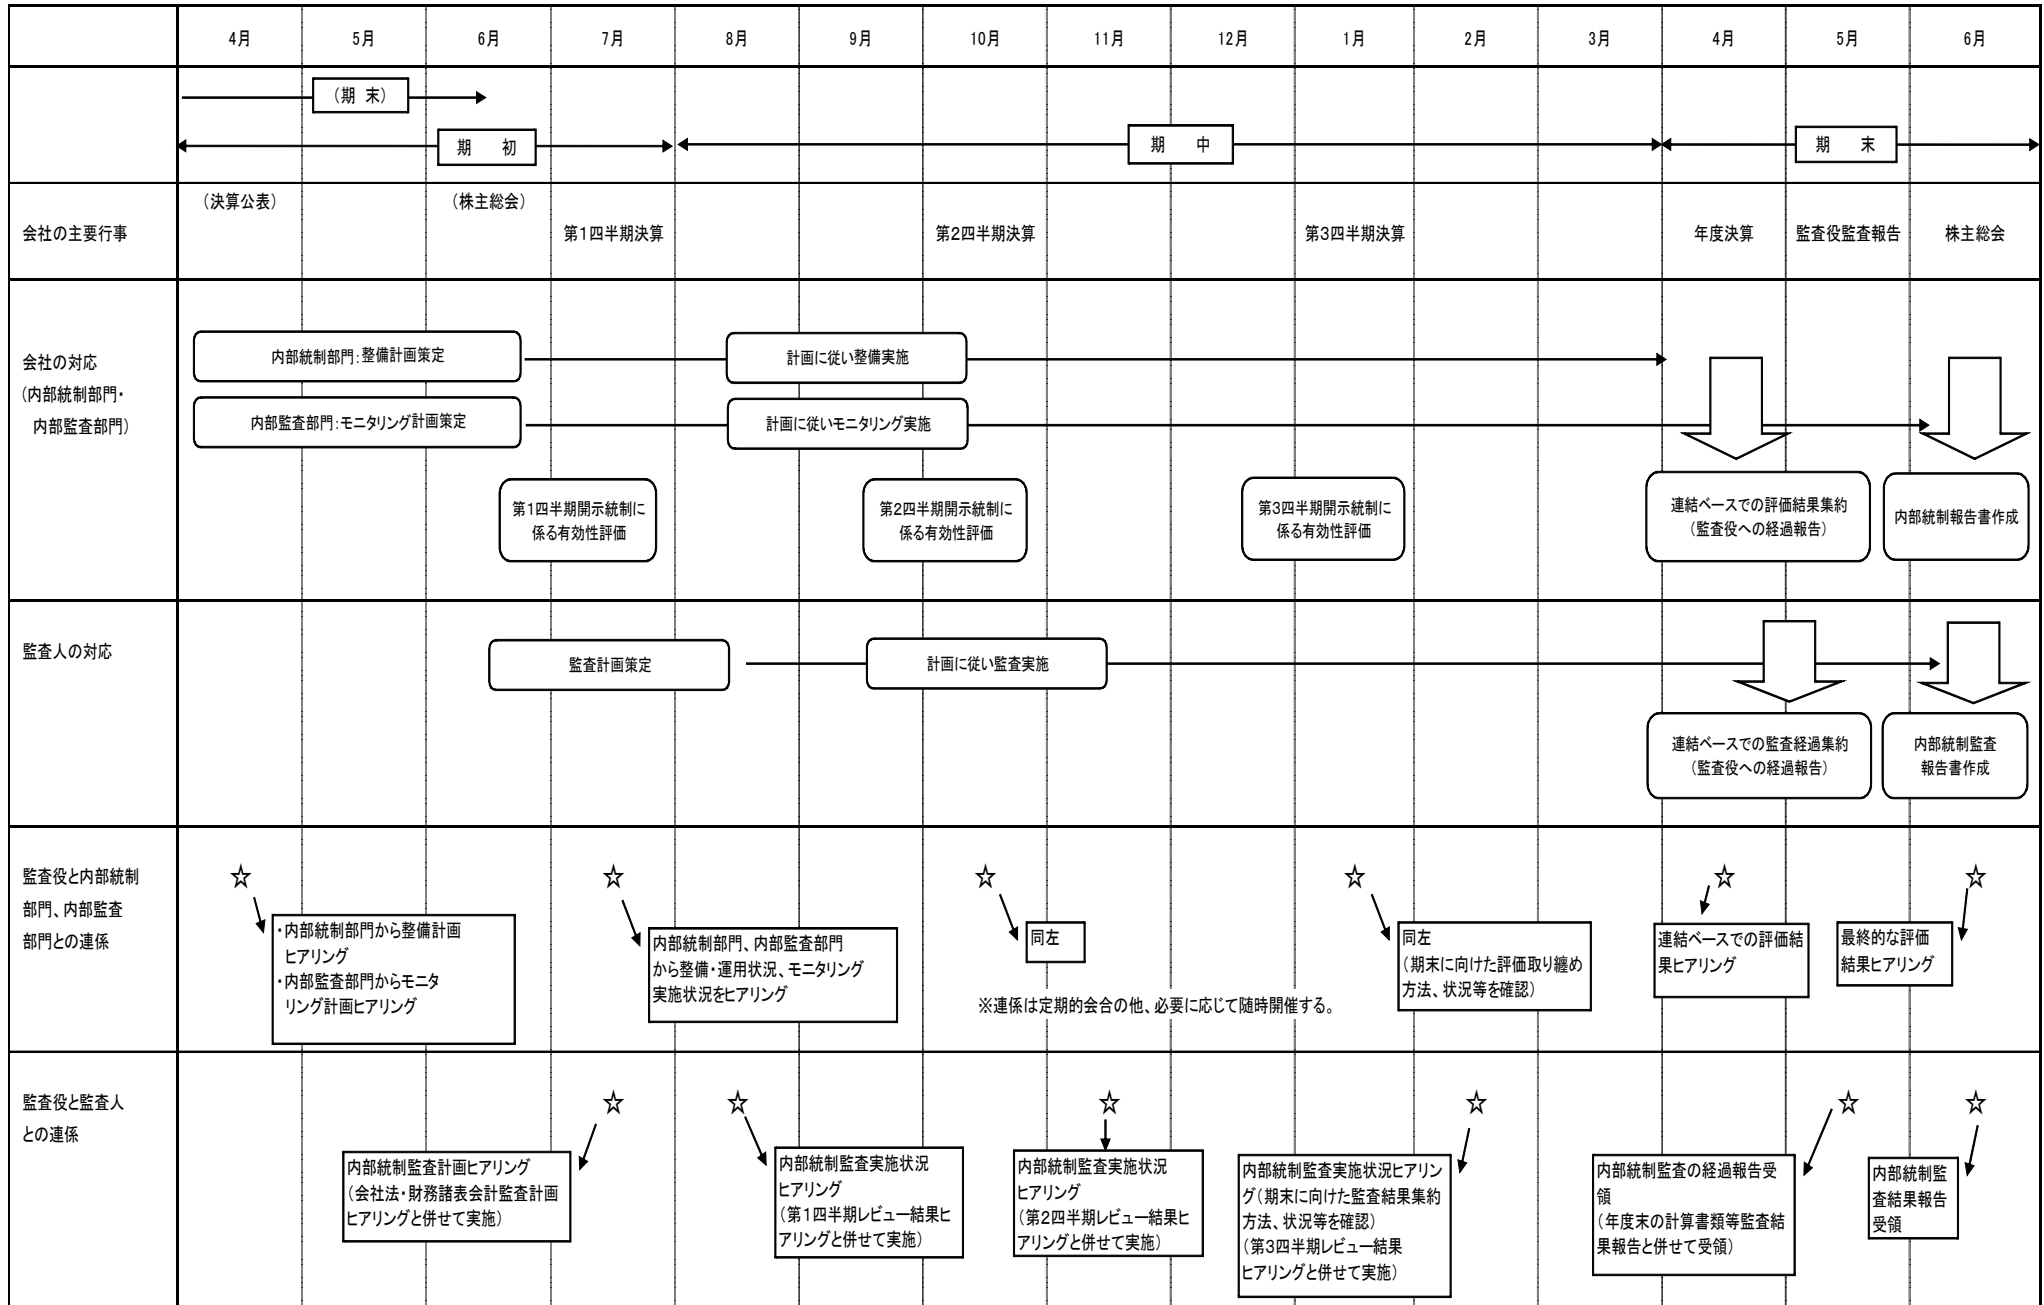 4月
5月
6月
7月
8月
9月
10月
11月
12月
1月
2月
3月
4月
5月
6月
（期　末）
期　　初
期　　中
期　　末
会社の主要行事
（決算公表）
（株主総会）
第1四半期決算
第2四半期決算
第3四半期決算
年度決算
監査役監査報告
株主総会
会社の対応
（内部統制部門・
内部監査部門）
内部統制部門：整備計画策定
計画に従い整備実施
内部監査部門：モニタリング計画策定
計画に従いモニタリング実施
第1四半期開示統制に
係る有効性評価
第2四半期開示統制に
係る有効性評価
第3四半期開示統制に
係る有効性評価
連結ベースでの評価結果集約
（監査役への経過報告）
内部統制報告書作成
監査人の対応
監査計画策定
計画に従い監査実施
連結ベースでの監査経過集約
（監査役への経過報告）
内部統制監査
報告書作成
監査役と内部統制
部門、内部監査
部門との連係
☆
☆
☆
☆
☆
☆
・内部統制部門から整備計画
ヒアリング
・内部監査部門からモニタ
リング計画ヒアリング
内部統制部門、内部監査部門
から整備・運用状況、モニタリング
実施状況をヒアリング
同左
同左
（期末に向けた評価取り纏め
方法、状況等を確認）
連結ベースでの評価結
果ヒアリング
最終的な評価
結果ヒアリング
※連係は定期的会合の他、必要に応じて随時開催する。
監査役と監査人
との連係
☆
☆
☆
☆
☆
☆
内部統制監査計画ヒアリング
（会社法・財務諸表会計監査計画
ヒアリングと併せて実施）
内部統制監査実施状況
ヒアリング
（第1四半期レビュー結果ヒ
アリングと併せて実施）
内部統制監査実施状況
ヒアリング
（第2四半期レビュー結果ヒ
アリングと併せて実施）
内部統制監査実施状況ヒアリン
グ（期末に向けた監査結果集約
方法、状況等を確認）
（第3四半期レビュー結果
ヒアリングと併せて実施）
内部統制監査の経過報告受
領
（年度末の計算書類等監査結
果報告と併せて受領）
内部統制監
査結果報告
受領